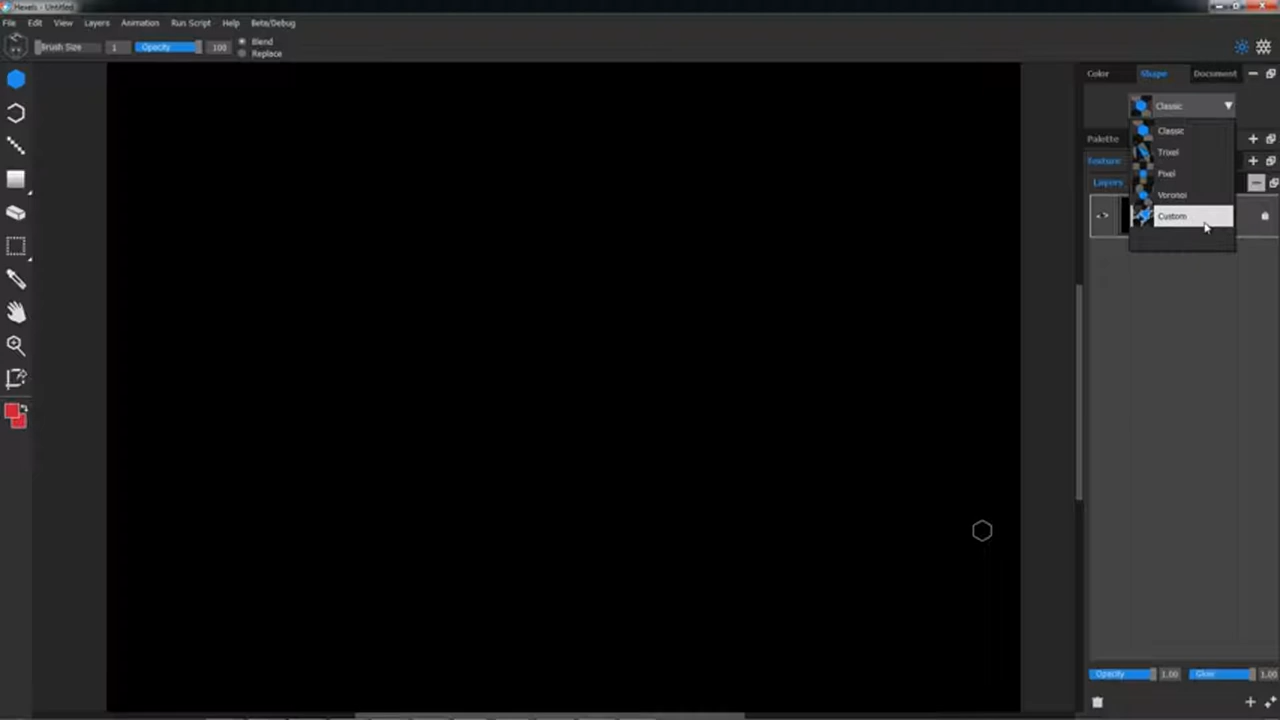 Hexels - Untitled
File Edit View Layers Animation Run Script Help Beta/Debug
Brush Size 1 Opacity 100 Blend
Replace
Color Shape Document
Classic
Classic
Palette
Trixel
Texture
Pixel
Layers
Voronoi
Custom
Opacity 1.00 Glow 1.00